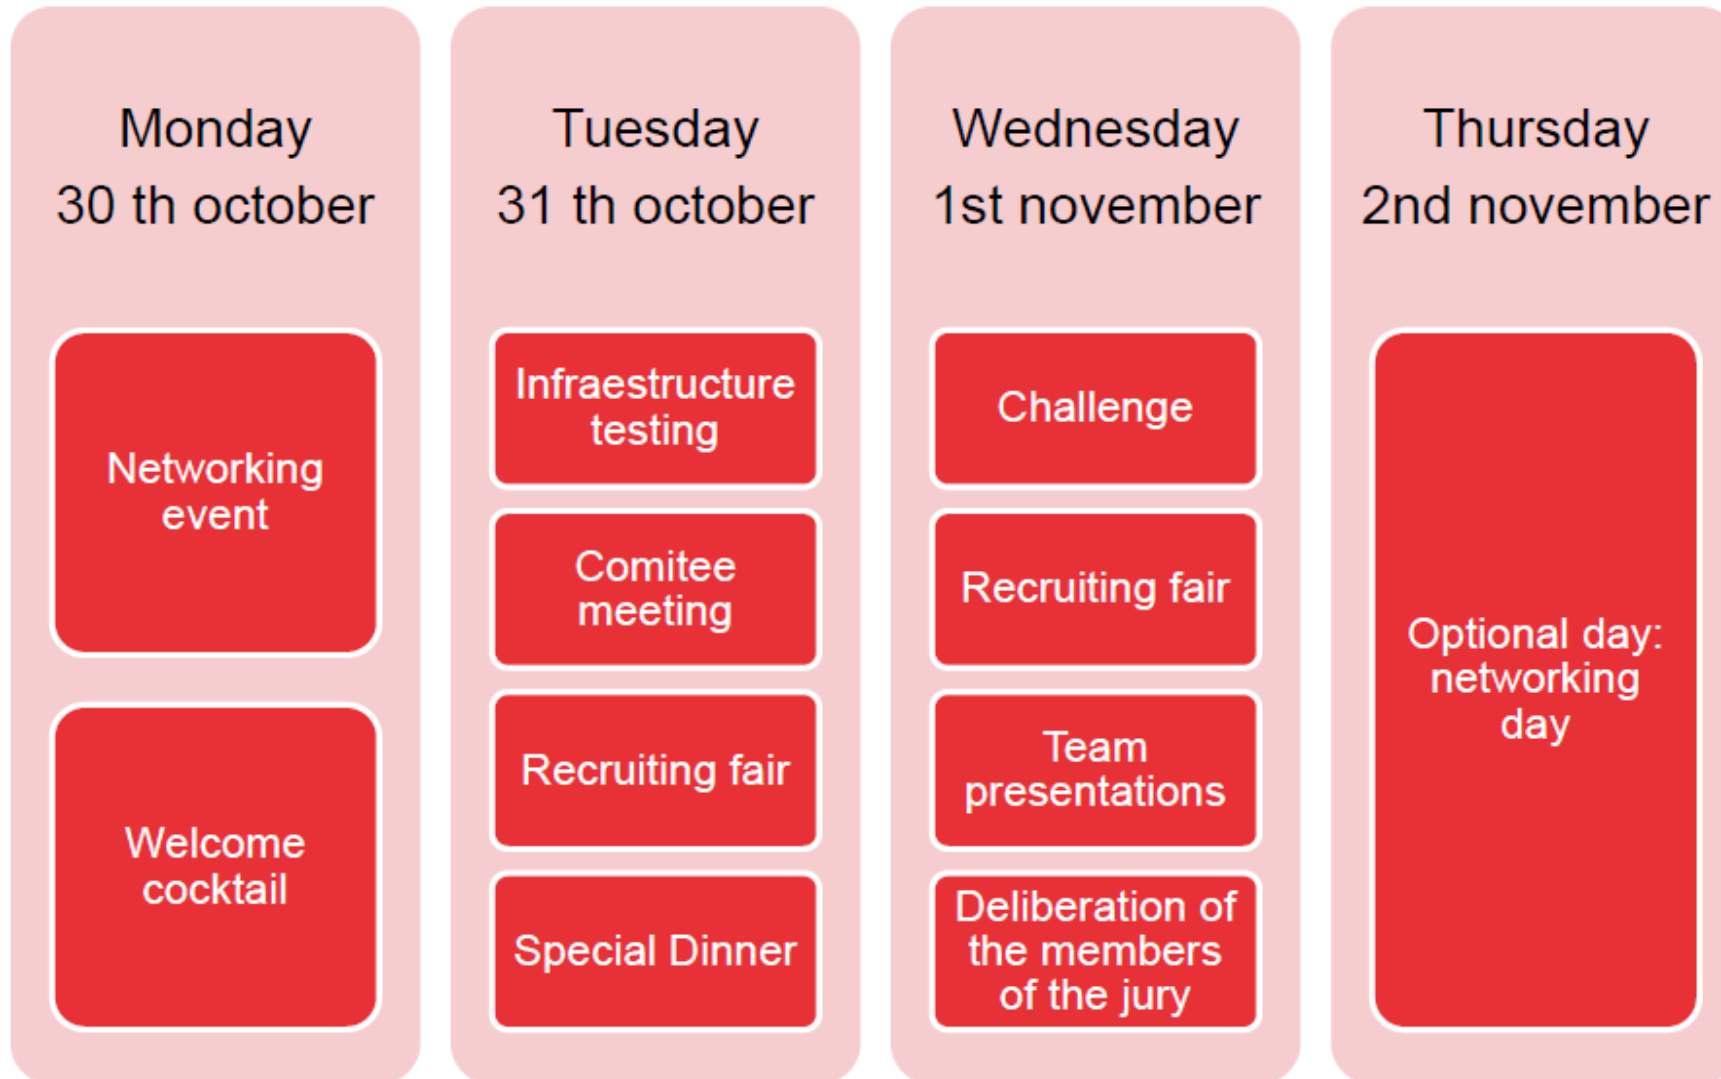 Monday
30 th october
Networking
event
Welcome
cocktail
Tuesday
31 th october
Infraestructure
testing
Comitee
meeting
Recruiting fair
Special Dinner
Wednesday
1st november
Challenge
Recruiting fair
Team
presentations
Deliberation of
the members
of the jury
Thursday
2nd november
Optional day:
networking
day